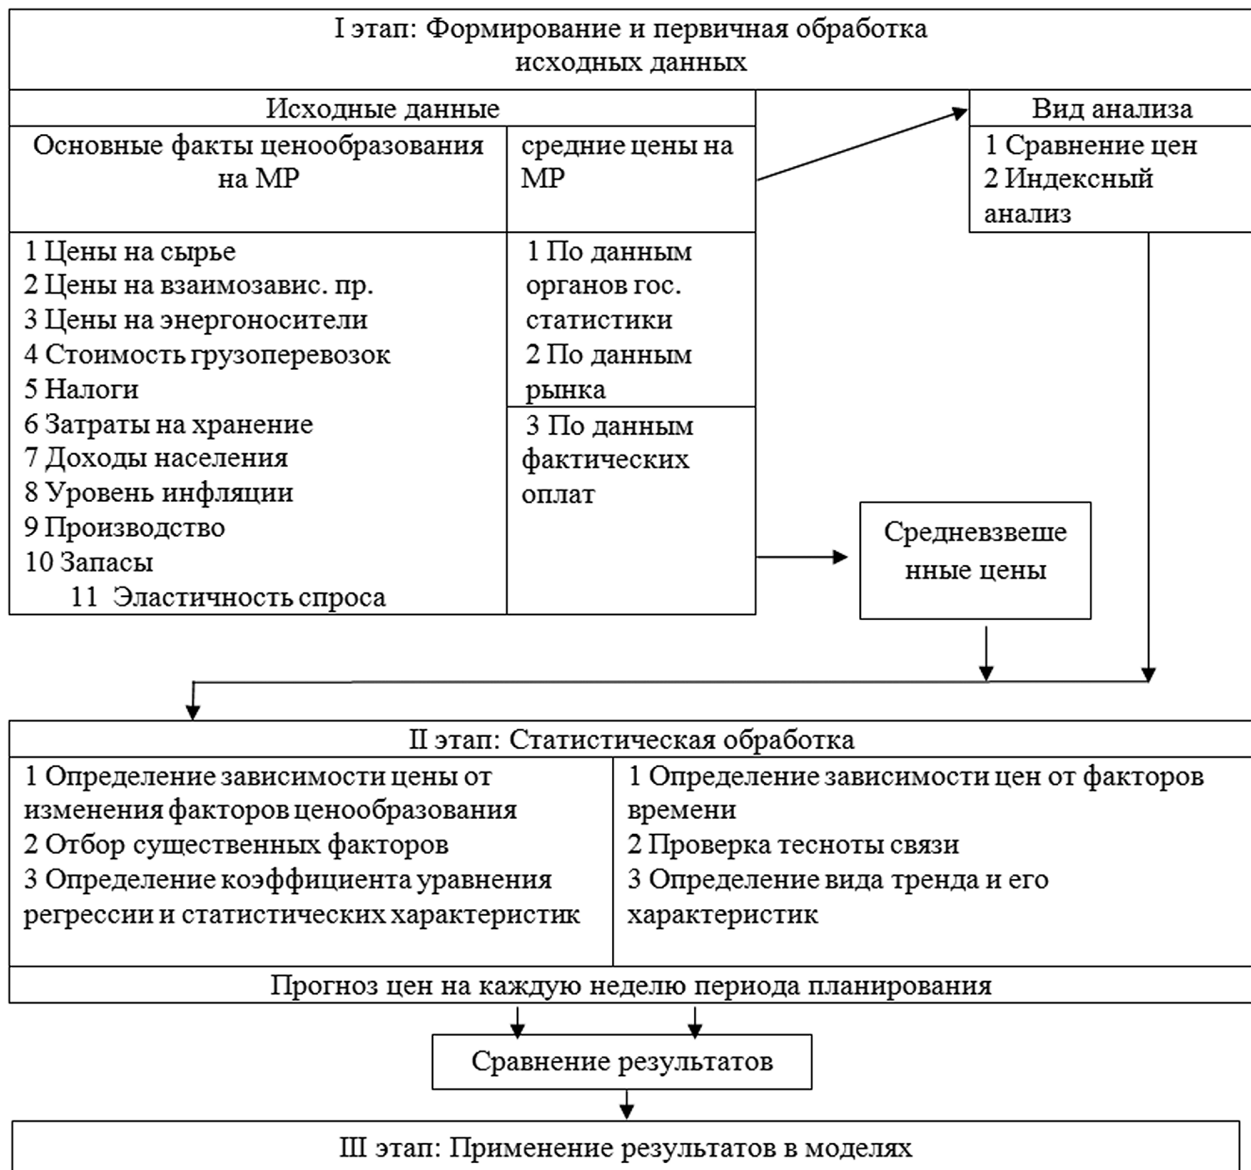 I этап: Формирование и первичная обработка
исходных данных
Исходные данные
Основные факты ценообразования
на МР
средние цены на
МР
1 Цены на сырье
2 Цены на взаимозавис. пр.
3 Цены на энергоносители
4 Стоимость грузоперевозок
5 Налоги
6 Затраты на хранение
7 Доходы населения
8 Уровень инфляции
9 Производство
10 Запасы
11 Эластичность спроса
1 По данным
органов гос.
статистики
2 По данным
рынка
3 По данным
фактических
оплат
Вид анализа
1 Сравнение цен
2 Индексный
анализ
Средневзвеше
нные цены
II этап: Статистическая обработка
1 Определение зависимости цены от
изменения факторов ценообразования
2 Отбор существенных факторов
3 Определение коэффициента уравнения
регрессии и статистических характеристик
1 Определение зависимости цен от факторов
времени
2 Проверка тесноты связи
3 Определение вида тренда и его
характеристик
Прогноз цен на каждую неделю периода планирования
Сравнение результатов
III этап: Применение результатов в моделях